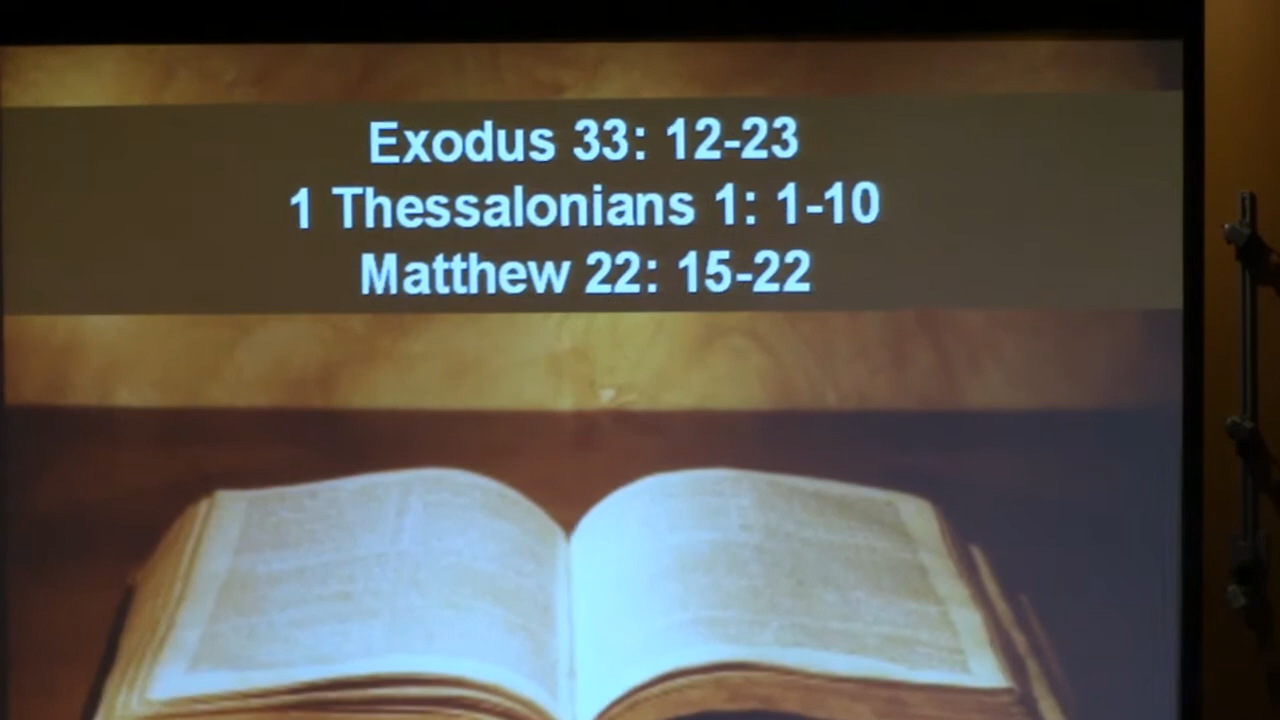 Exodus 33: 12-23
1 Thessalonians 1: 1-10
Matthew 22: 15-22